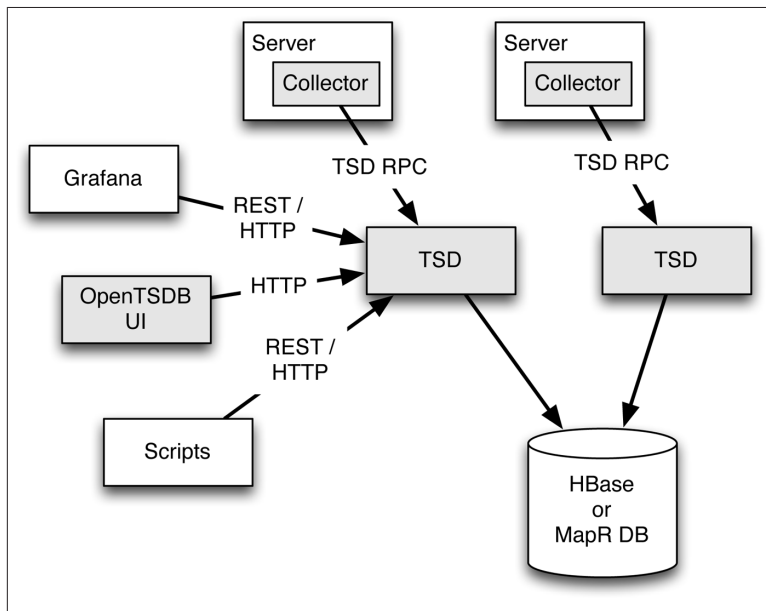 Server
Collector
Server
Collector
TSD RPC
TSD RPC
Grafana
REST /
HTTP
TSD
TSD
OpenTSDB
UI
HTTP
REST /
HTTP
Scripts
HBase
or
MapR DB